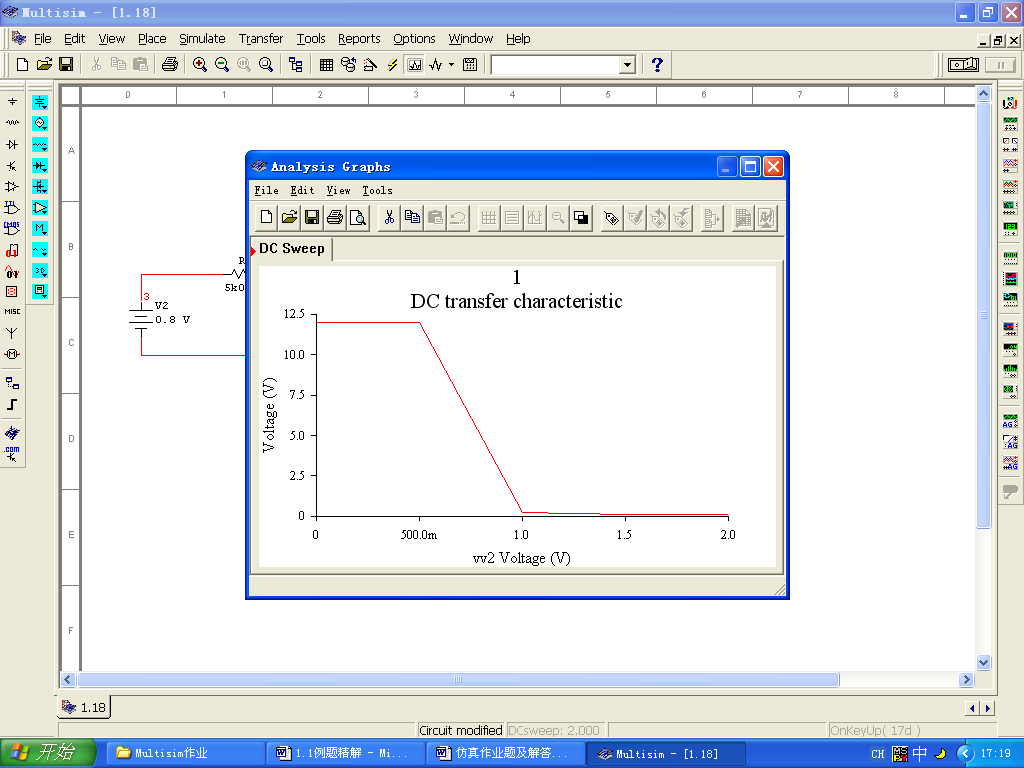 Multisim - [1.18]
File Edit View Place Simulate Transfer Tools Reports Options Window Help
0 1 2 3 4 5 6 7 8
A
B
C
D
E
F
R
5kO
3
V2
0.8 V
MISC
Analysis Graphs
File Edit View Tools
DC Sweep
1
DC transfer characteristic
12.5
10.0
7.5
5.0
2.5
0
Voltage (V)
0 500.0m 1.0 1.5 2.0
vv2 Voltage (V)
1.18
Circuit modified DCsweep: 2.000 OnKeyUp( 17d )
开始 Multisim作业 1.1例题精解 - Mi... 仿真作业题及解答... Multisim - [1.18] CH 中 17:19